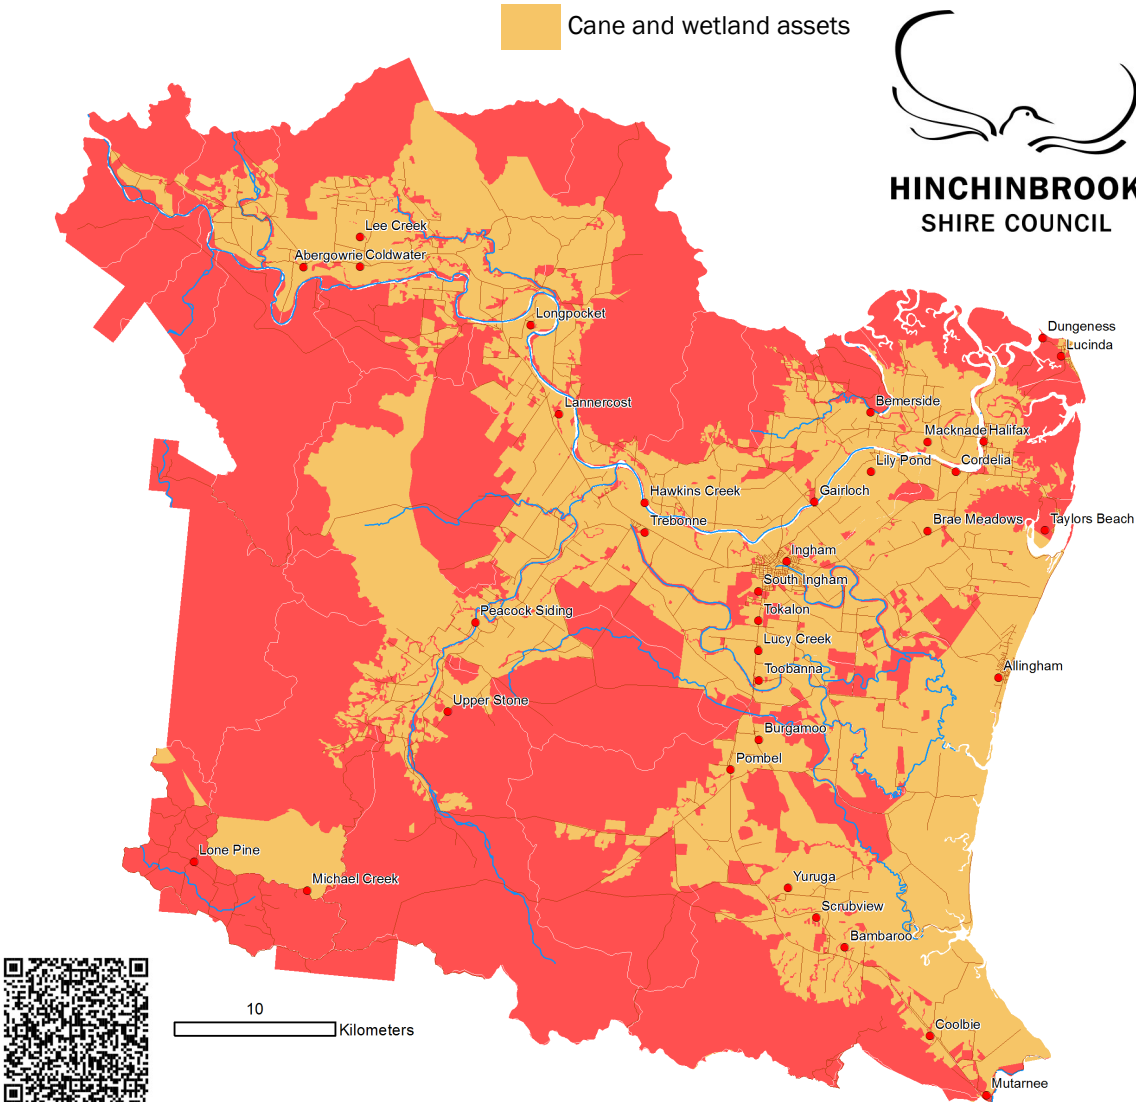 Cane and wetland assets
HINCHINBROOK
SHIRE COUNCIL
Lee Creek
Abergowrie Coldwater
Longpocket
Dungeness
Lucinda
Lannercost
Bemerside
Macknade Halifax
Lily Pond
Cordelia
Hawkins Creek
Gairloch
Trebonne
Brae Meadows
Taylors Beach
Ingham
South Ingham
Peacock Siding
Tokalon
Lucy Creek
Toobanna
Allingham
Upper Stone
Burgamoo
Pombel
Lone Pine
Michael Creek
Yuruga
Scrubview
Bambaroo
10
Kilometers
Coolbie
Mutarnee